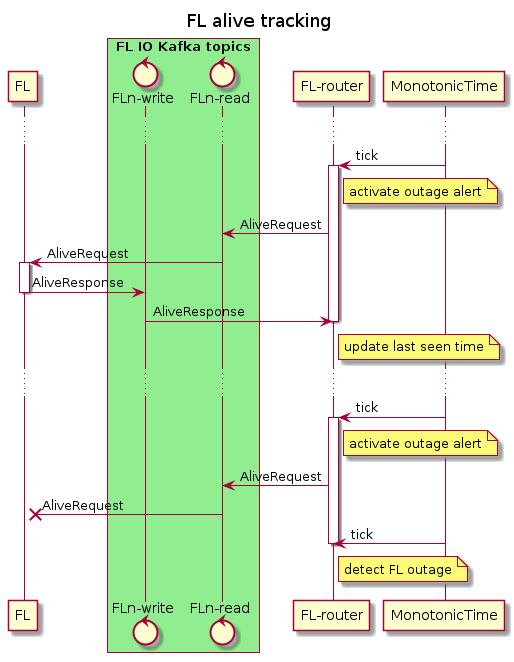 FL alive tracking
FL IO Kafka topics
FL
FLn-write
FLn-read
FL-router
MonotonicTime
tick
activate outage alert
AliveRequest
AliveRequest
AliveResponse
AliveResponse
update last seen time
tick
activate outage alert
AliveRequest
AliveRequest
tick
detect FL outage
FL
FLn-write
FLn-read
FL-router
MonotonicTime